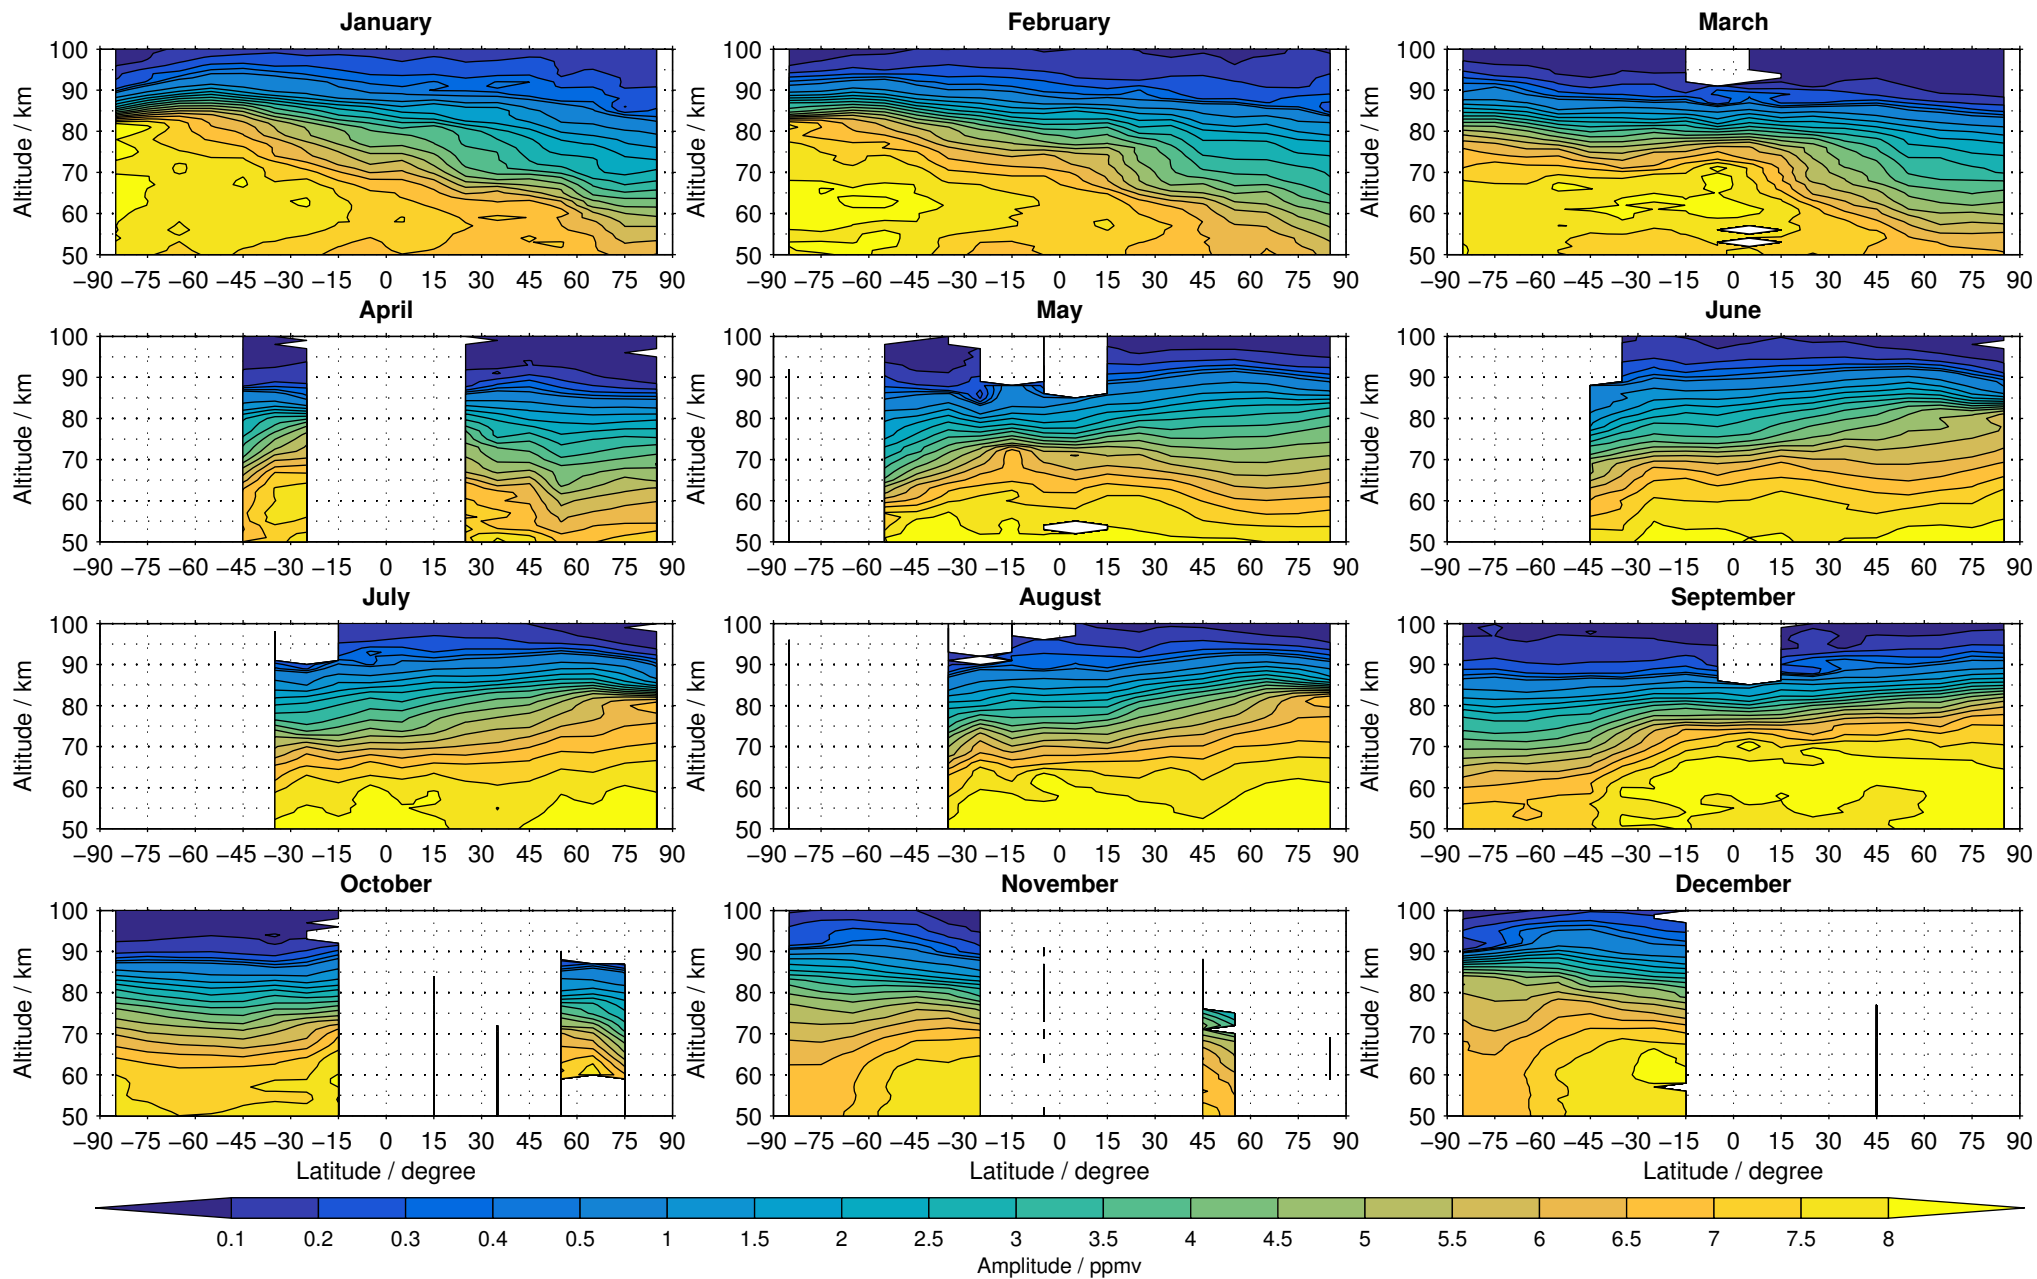 January
February
March
100
90
80
70
60
50
Altitude / km
−90 −75 −60 −45 −30 −15 0 15 30 45 60 75 90
100
90
80
70
60
50
Altitude / km
−90 −75 −60 −45 −30 −15 0 15 30 45 60 75 90
100
90
80
70
60
50
Altitude / km
−90 −75 −60 −45 −30 −15 0 15 30 45 60 75 90
April
May
June
100
90
80
70
60
50
Altitude / km
−90 −75 −60 −45 −30 −15 0 15 30 45 60 75 90
100
90
80
70
60
50
Altitude / km
−90 −75 −60 −45 −30 −15 0 15 30 45 60 75 90
100
90
80
70
60
50
Altitude / km
−90 −75 −60 −45 −30 −15 0 15 30 45 60 75 90
July
August
September
100
90
80
70
60
50
Altitude / km
−90 −75 −60 −45 −30 −15 0 15 30 45 60 75 90
100
90
80
70
60
50
Altitude / km
−90 −75 −60 −45 −30 −15 0 15 30 45 60 75 90
100
90
80
70
60
50
Altitude / km
−90 −75 −60 −45 −30 −15 0 15 30 45 60 75 90
October
November
December
100
90
80
70
60
50
Altitude / km
−90 −75 −60 −45 −30 −15 0 15 30 45 60 75 90
Latitude / degree
100
90
80
70
60
50
Altitude / km
−90 −75 −60 −45 −30 −15 0 15 30 45 60 75 90
Latitude / degree
100
90
80
70
60
50
Altitude / km
−90 −75 −60 −45 −30 −15 0 15 30 45 60 75 90
Latitude / degree
0.1 0.2 0.3 0.4 0.5 1 1.5 2 2.5 3 3.5 4 4.5 5 5.5 6 6.5 7 7.5 8
Amplitude / ppmv